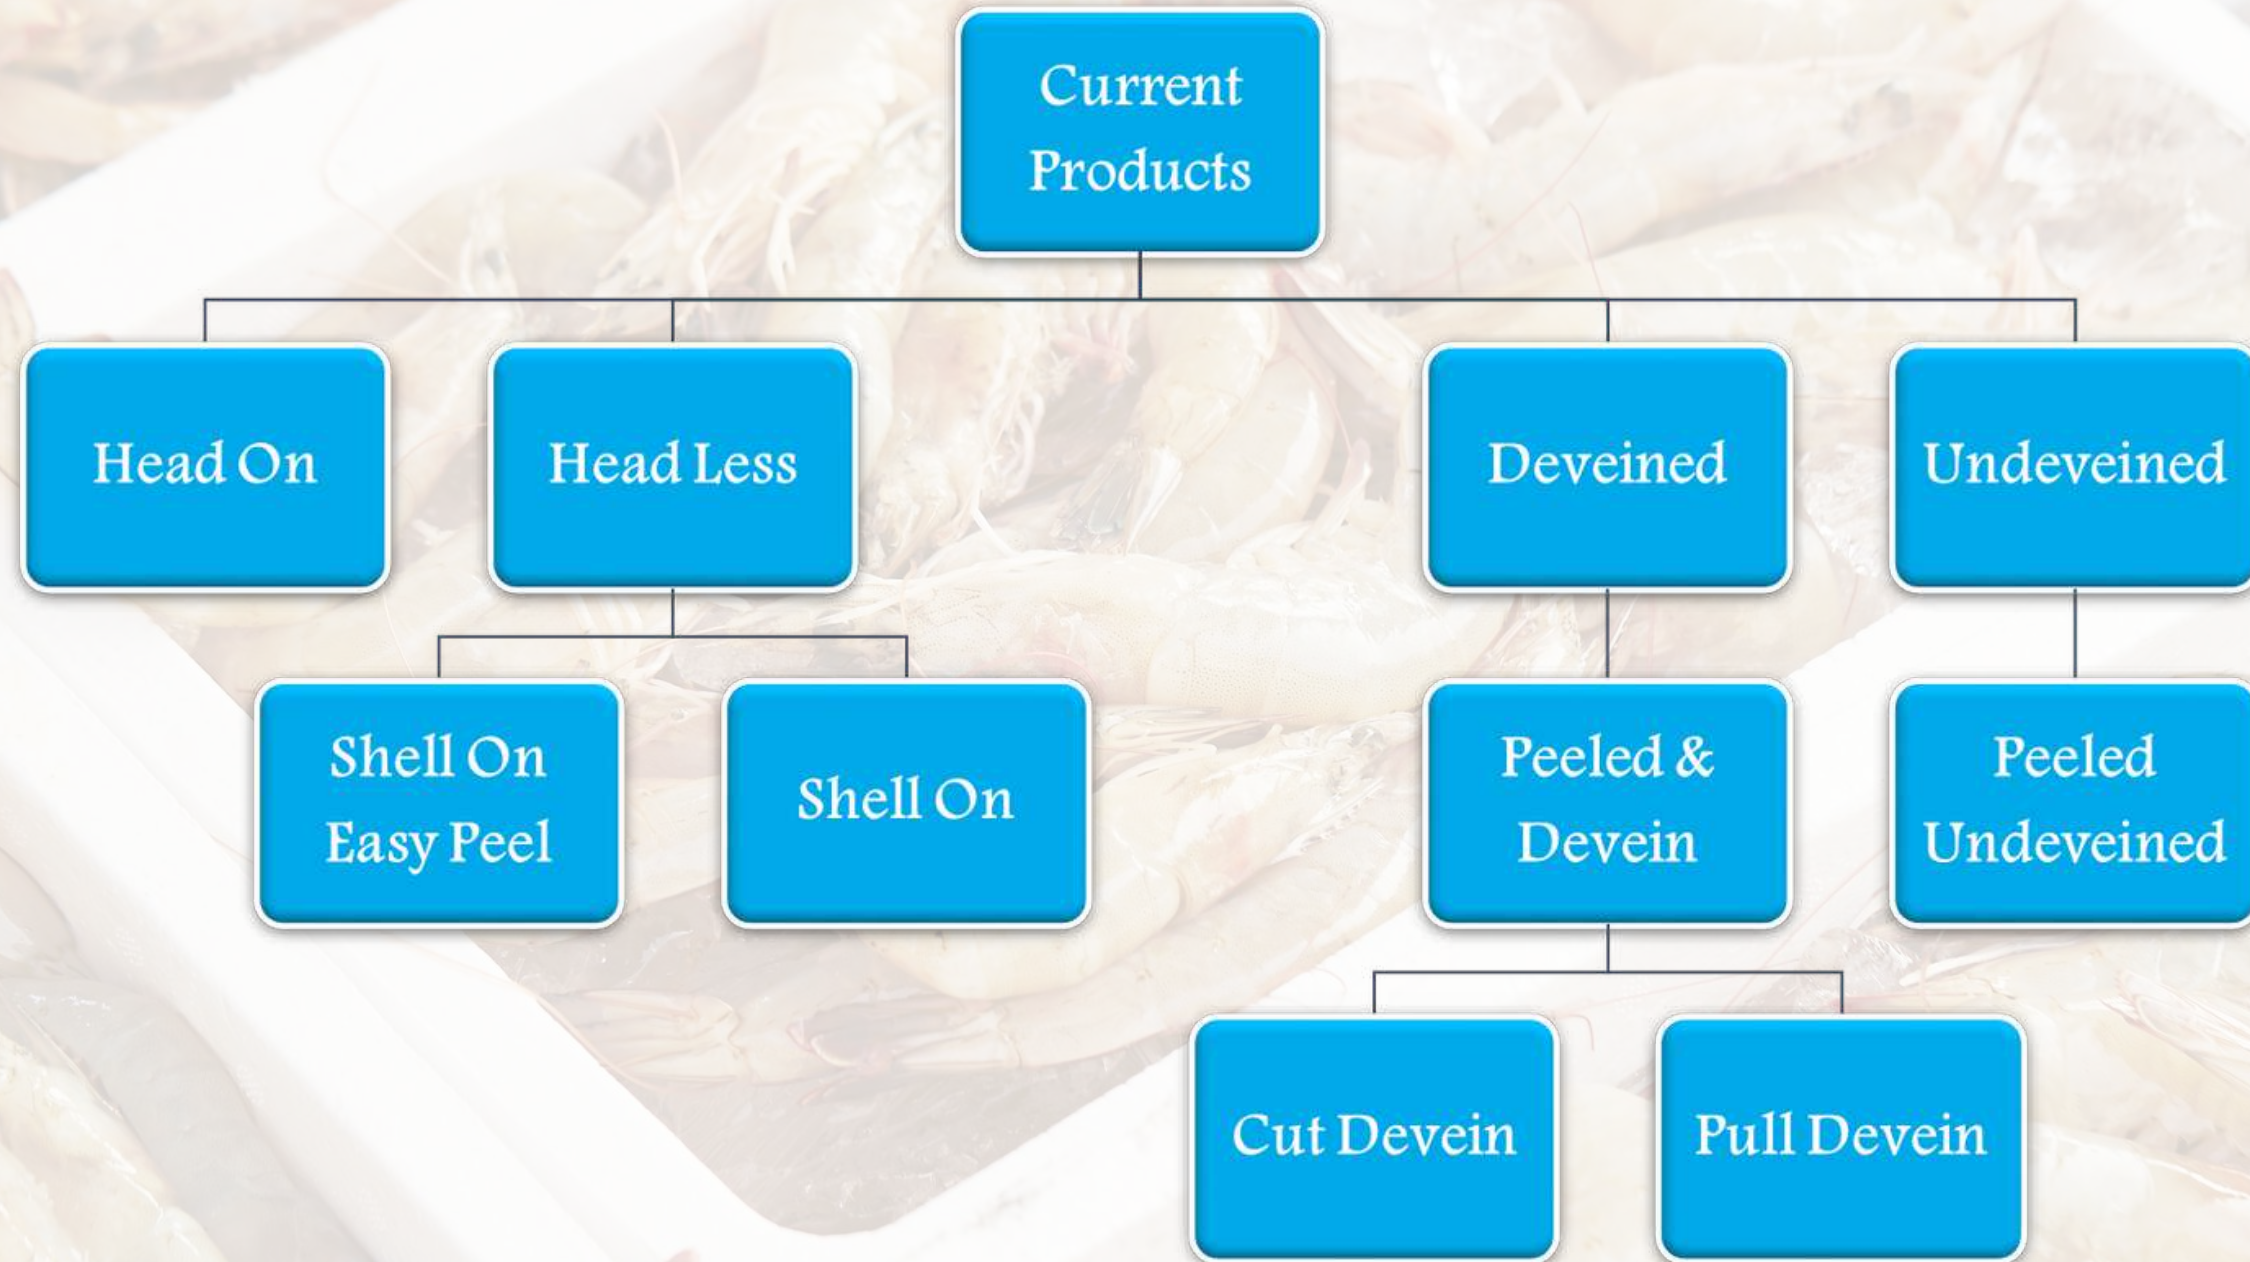 Current
Products
Head On
Head Less
Deveined
Undeveined
Shell On
Easy Peel
Shell On
Peeled &
Devein
Peeled
Undeveined
Cut Devein
Pull Devein